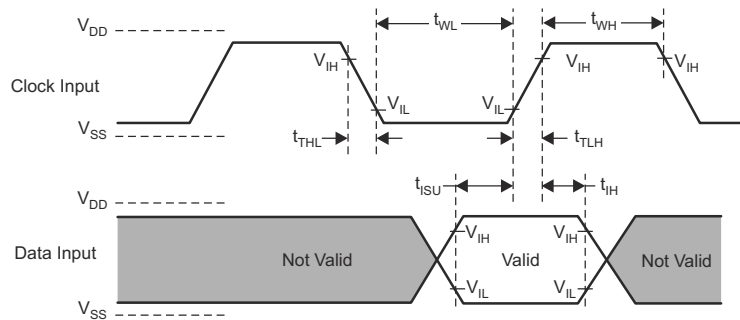 t_WL
t_WH
V_DD
V_IH
V_IH
V_IH
Clock Input
V_IL
V_IL
V_SS
t_THL
t_TLH
t_ISU
t_IH
V_DD
V_IH
V_IH
Data Input
Not Valid
Valid
Not Valid
V_IL
V_IL
V_SS